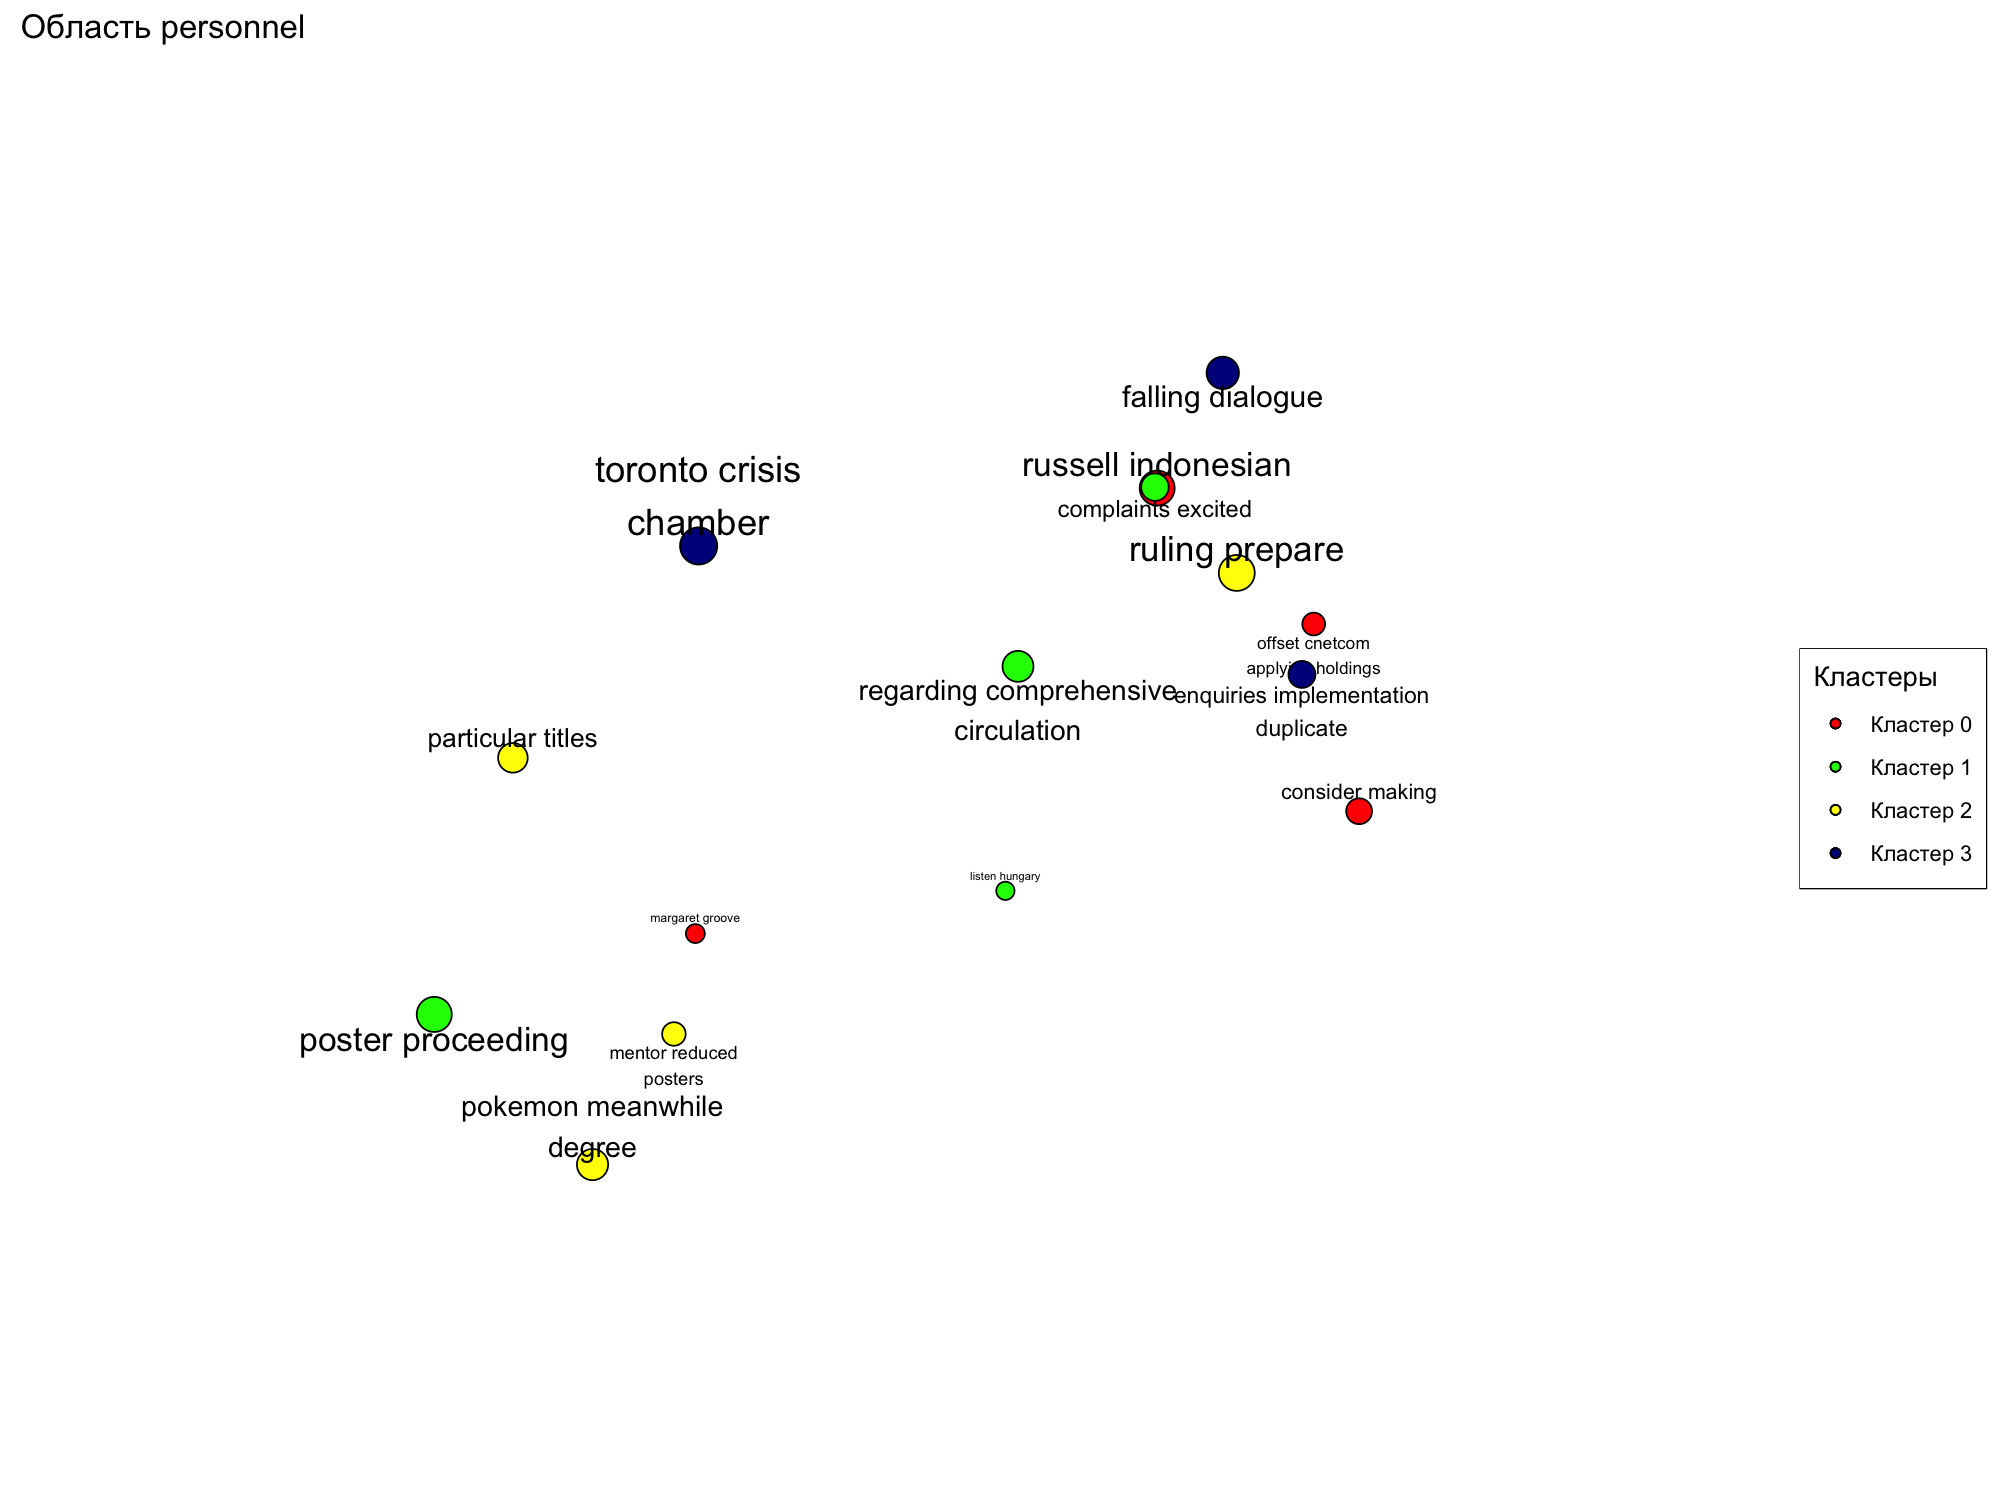 Область personnel
falling dialogue
toronto crisis
chamber
russell indonesian
complaints excited
ruling prepare
offset cnetcom
applying holdings
regarding comprehensive
circulation
enquiries implementation
duplicate
particular titles
consider making
listen hungary
margaret groove
poster proceeding
mentor reduced
posters
pokemon meanwhile
degree
Кластеры
Кластер 0
Кластер 1
Кластер 2
Кластер 3